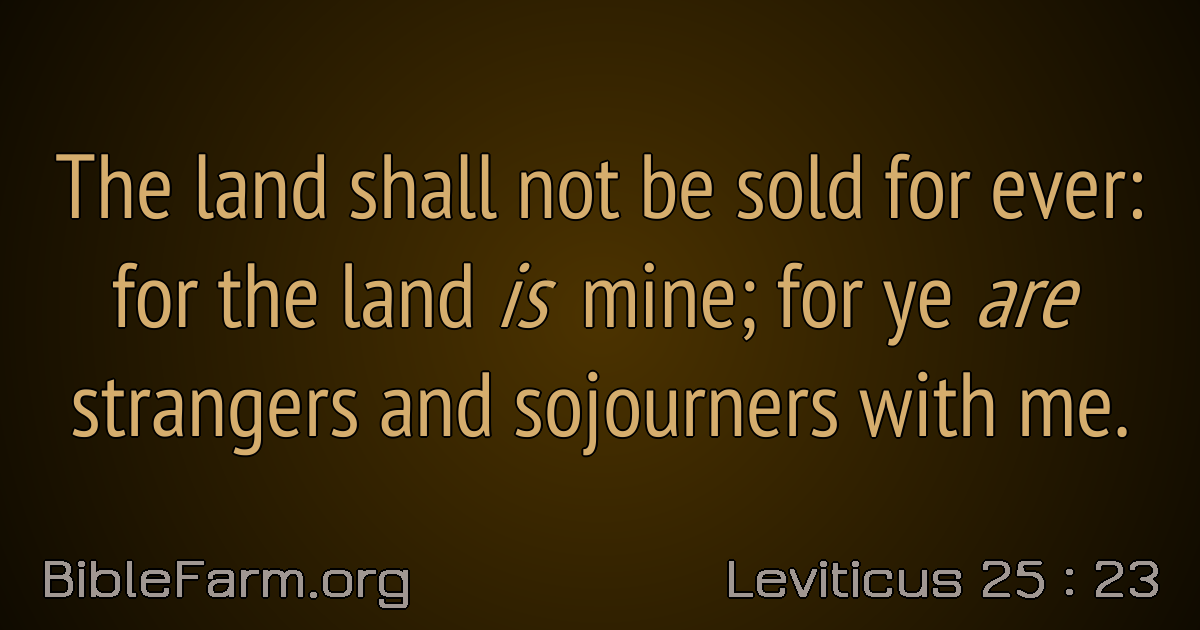 The land shall not be sold for ever:
for the land is mine; for ye are
strangers and sojourners with me.
BibleFarm.org
Leviticus 25 : 23